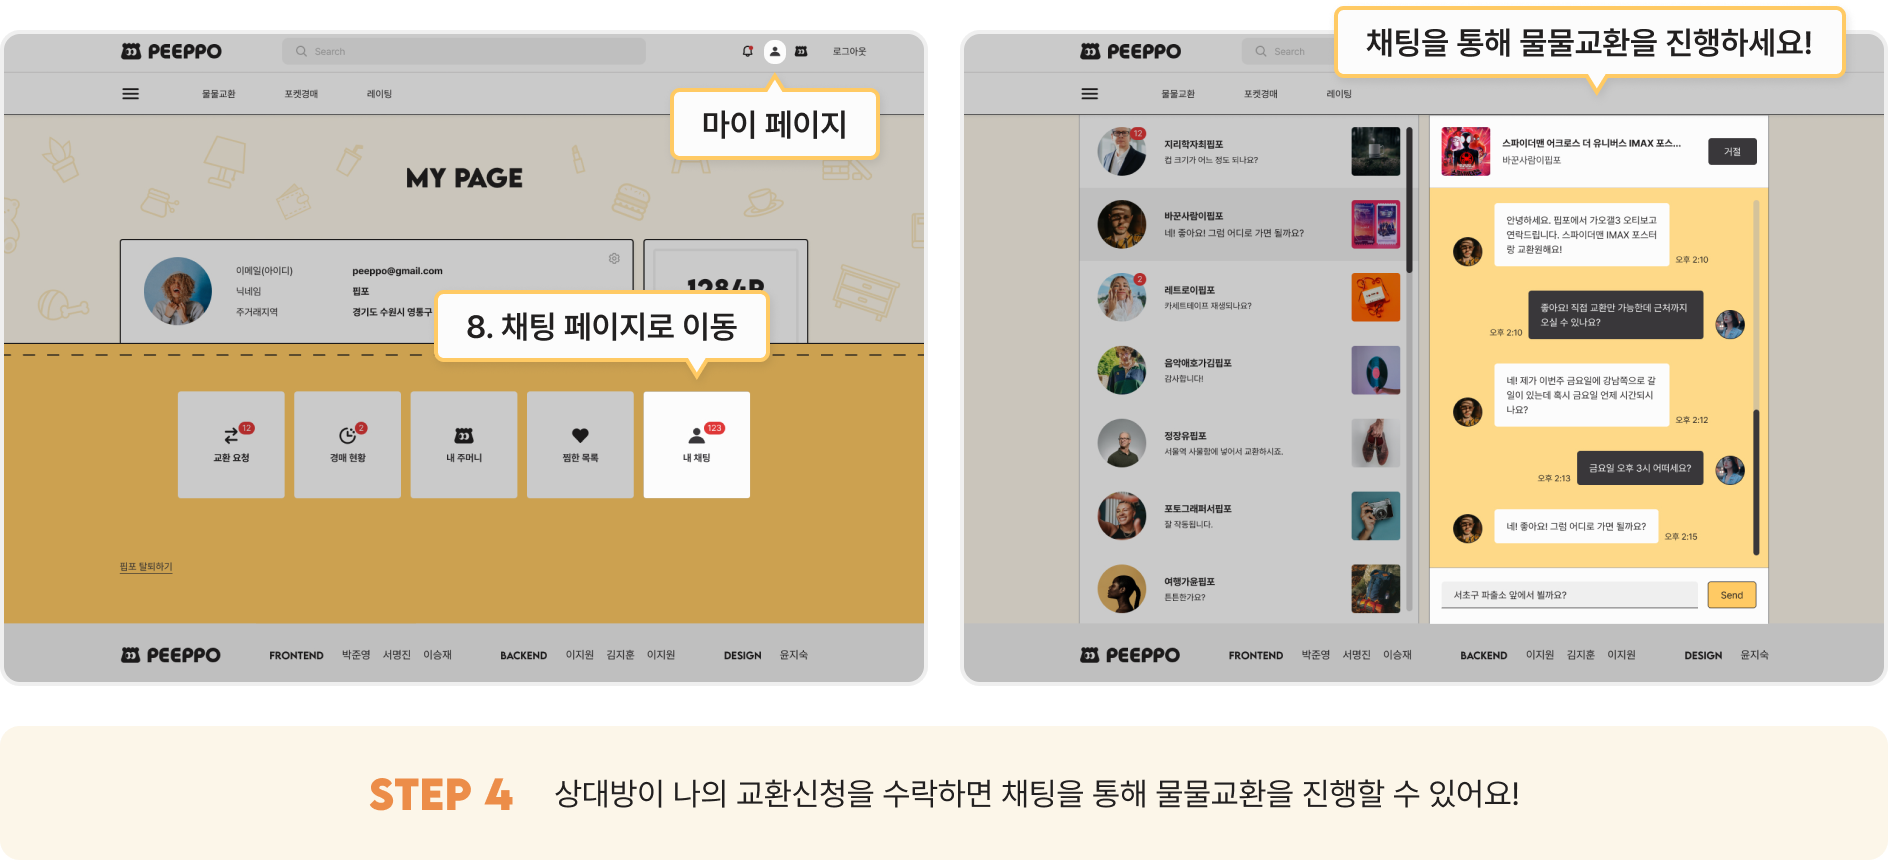 PEEPPO
Search
로그아웃
물물교환
포켓경매
레이팅
마이 페이지
MY PAGE
이메일(아이디)
peeppo@gmail.com
닉네임
핍포
주거래지역
경기도 수원시 영통구
1284P
8. 채팅 페이지로 이동
12
교환 요청
2
경매 현황
내 주머니
찜한 목록
123
내 채팅
핍포 탈퇴하기
PEEPPO
FRONTEND 박준영 서명진 이승재
BACKEND 이지원 김지훈 이지원
DESIGN 윤지숙
채팅을 통해 물물교환을 진행하세요!
PEEPPO
Search
물물교환
포켓경매
레이팅
12
지리학자최핍포
컵 크기가 어느 정도 되나요?
바꾼사람이핍포
네! 좋아요! 그럼 어디로 가면 될까요?
2
레트로이핍포
카세트테이프 재생되나요?
음악애호가김핍포
감사합니다!
정장유핍포
서울역 사물함에 넣어서 교환하시죠.
포토그래퍼서핍포
잘 작동됩니다.
여행가윤핍포
튼튼한가요?
스파이더맨 어크로스 더 유니버스 IMAX 포스...
바꾼사람이핍포
거절
안녕하세요. 핍포에서 가오갤3 오티보고
연락드립니다. 스파이더맨 IMAX 포스터
랑 교환원해요!
오후 2:10
좋아요! 직접 교환만 가능한데 근처까지
오실 수 있나요?
오후 2:10
네! 제가 이번주 금요일에 강남쪽으로 갈
일이 있는데 혹시 금요일 언제 시간되시
나요?
오후 2:12
금요일 오후 3시 어떠세요?
오후 2:13
네! 좋아요! 그럼 어디로 가면 될까요?
오후 2:15
서초구 파출소 앞에서 뵐까요?
Send
PEEPPO
FRONTEND 박준영 서명진 이승재
BACKEND 이지원 김지훈 이지원
DESIGN 윤지숙
STEP 4 상대방이 나의 교환신청을 수락하면 채팅을 통해 물물교환을 진행할 수 있어요!